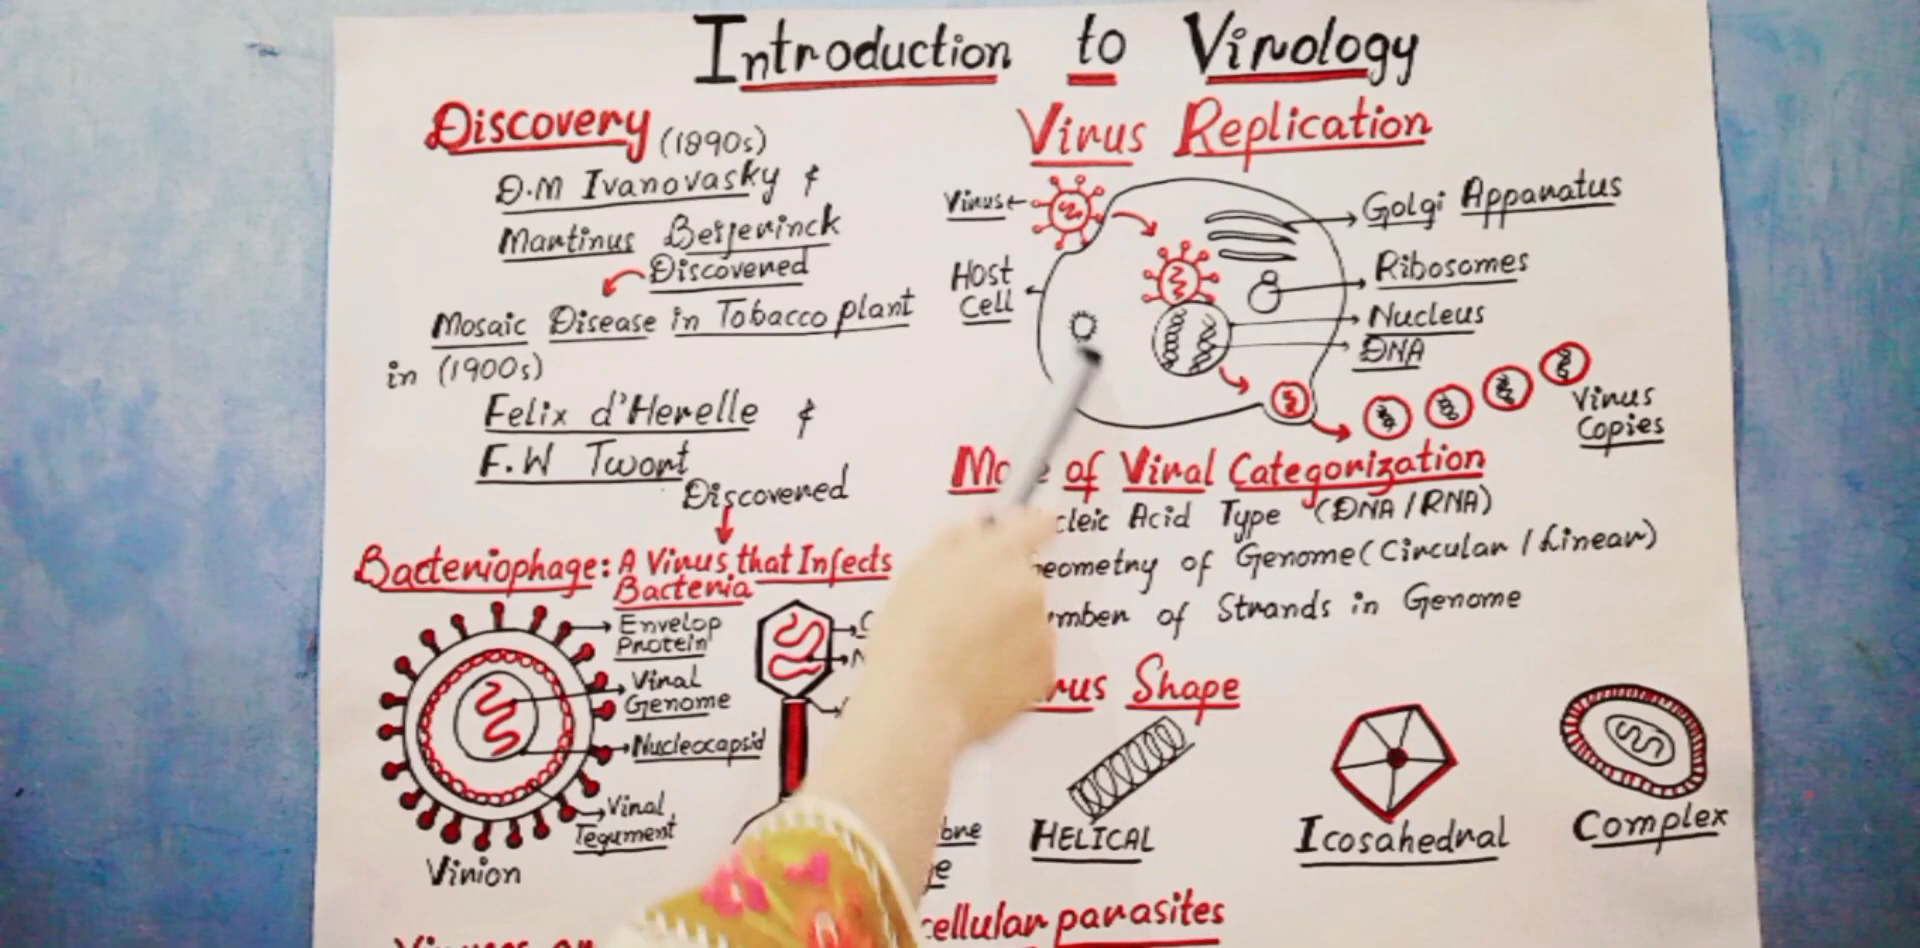 Introduction to Virology
Discovery (1890s)
D.M Ivanovasky &
Martinus Beijerinck
Discovered
Mosaic Disease in Tobacco plant
in (1900s)
Felix d'Herelle &
F.W Twort
Discovered
Bacteriophage: A Virus that Infects
Bacteria
Envelop
Protein
Viral
Genome
Nucleocapsid
Viral
Tegument
Virion
Virus Replication
Virus
Host
Cell
Golgi Apparatus
Ribosomes
Nucleus
DNA
Virus
Copies
of Viral Categorization
Acid Type (DNA/RNA)
of Genome (Circular / Linear)
of Strands in Genome
Shape
HELICAL
Icosahedral
Complex
parasites